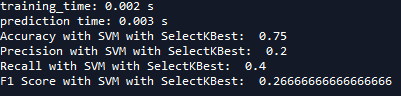 training_time: 0.002 s
prediction time: 0.003 s
Accuracy with SVM with SelectKBest:  0.75
Precision with SVM with SelectKBest:  0.2
Recall with SVM with SelectKBest:  0.4
F1 Score with SVM with SelectKBest:  0.26666666666666666